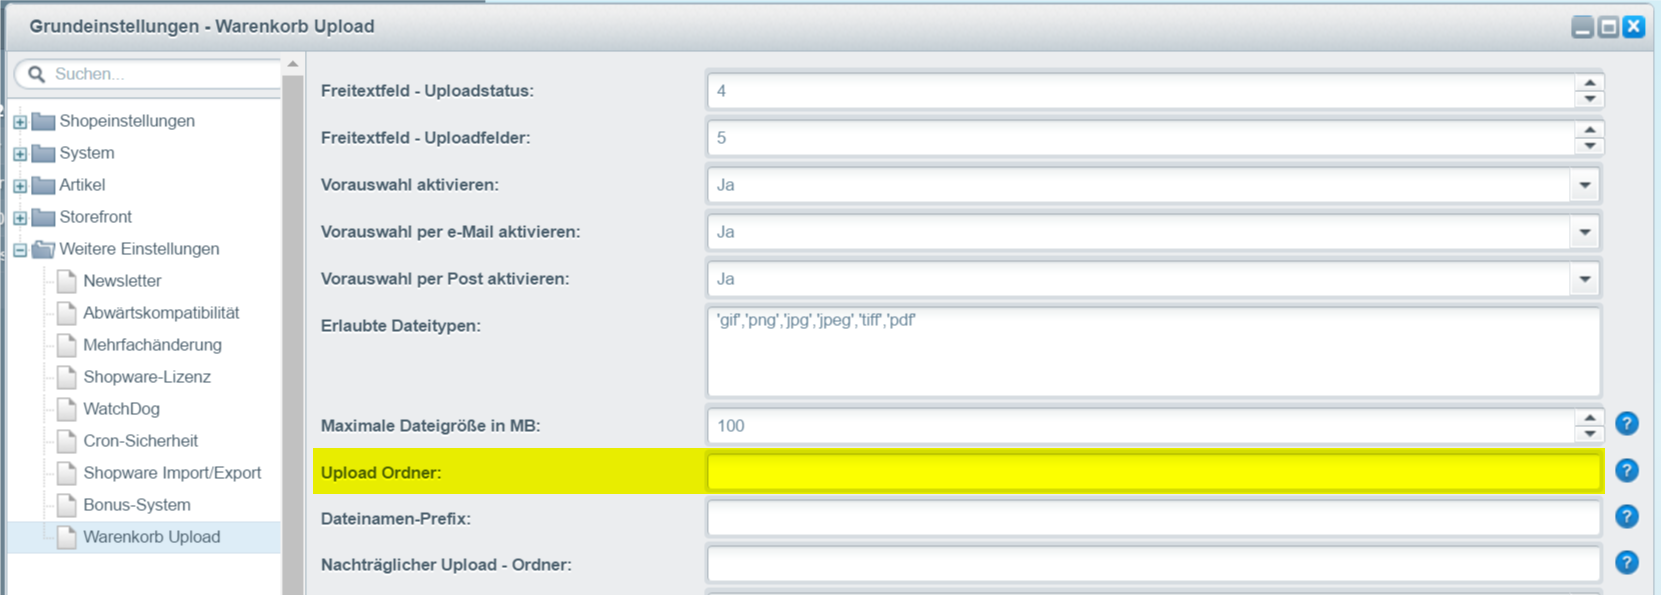 Grundeinstellungen - Warenkorb Upload
Suchen...
Shopeinstellungen
System
Artikel
Storefront
Weitere Einstellungen
Newsletter
Abwärtskompatibilität
Mehrfachänderung
Shopware-Lizenz
WatchDog
Cron-Sicherheit
Shopware Import/Export
Bonus-System
Warenkorb Upload
Freitextfeld - Uploadstatus: 4
Freitextfeld - Uploadfelder: 5
Vorauswahl aktivieren: Ja
Vorauswahl per e-Mail aktivieren: Ja
Vorauswahl per Post aktivieren: Ja
Erlaubte Dateitypen: 'gif','png','jpg','jpeg','tiff','pdf'
Maximale Dateigröße in MB: 100 ?
Upload Ordner: ?
Dateinamen-Prefix: ?
Nachträglicher Upload - Ordner: ?